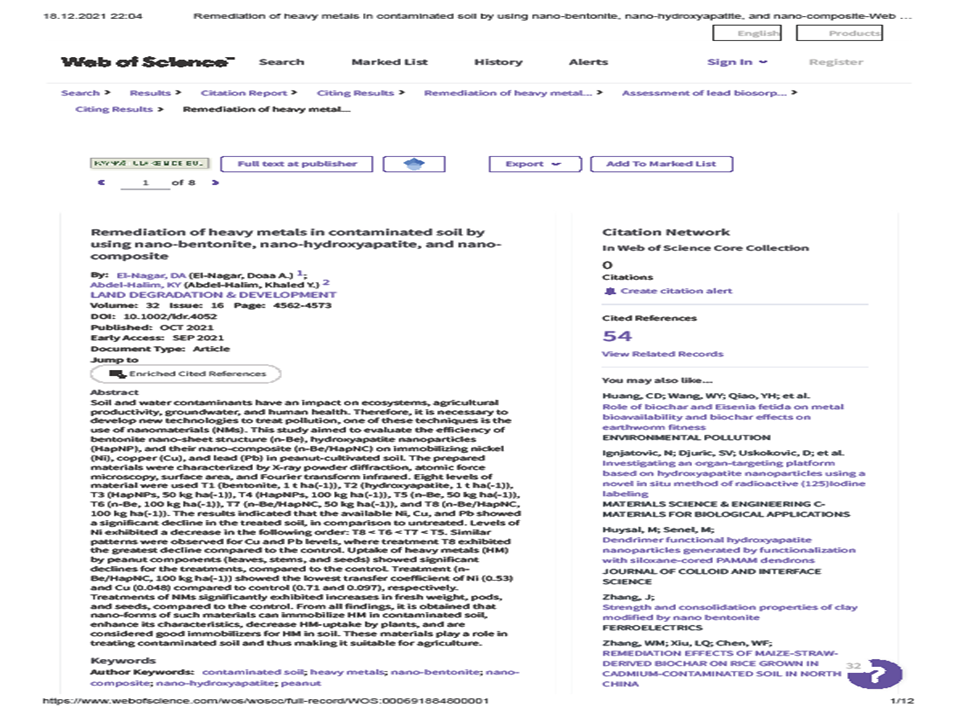 18.12.2021 22:04 Remediation of heavy metals in contaminated soil by using nano-bentonite, nano-hydroxyapatite, and nano-composite-Web ...
English Products
Web of Science™ Search Marked List History Alerts Sign In Register
Search > Results > Citation Report > Citing Results > Remediation of heavy metal... > Assessment of lead biosorp... >
Citing Results > Remediation of heavy metal...
Full text at publisher Export Add To Marked List
< 1 of 8 >
Remediation of heavy metals in contaminated soil by
using nano-bentonite, nano-hydroxyapatite, and nano-
composite
By: El-Nagar, DA (El-Nagar, Doaa A.) 1;
Abdel-Halim, KY (Abdel-Halim, Khaled Y.) 2
LAND DEGRADATION & DEVELOPMENT
Volume: 32 Issue: 16 Page: 4562-4573
DOI: 10.1002/ldr.4052
Published: OCT 2021
Early Access: SEP 2021
Document Type: Article
Jump to
Enriched Cited References
Abstract
Soil and water contaminants have an impact on ecosystems, agricultural
productivity, groundwater, and human health. Therefore, it is necessary to
develop new technologies to treat pollution, one of these techniques is the
use of nanomaterials (NMs). This study aimed to evaluate the efficiency of
bentonite nano-sheet structure (n-Be), hydroxyapatite nanoparticles
(HapNP), and their nano-composite (n-Be/HapNC) on immobilizing nickel
(Ni), copper (Cu), and lead (Pb) in peanut-cultivated soil. The prepared
materials were characterized by X-ray powder diffraction, atomic force
microscopy, surface area, and Fourier transform infrared. Eight levels of
material were used T1 (bentonite, 1 t ha(-1)), T2 (hydroxyapatite, 1 t ha(-1)),
T3 (HapNPs, 50 kg ha(-1)), T4 (HapNPs, 100 kg ha(-1)), T5 (n-Be, 50 kg ha(-1)),
T6 (n-Be, 100 kg ha(-1)), T7 (n-Be/HapNC, 50 kg ha(-1)), and T8 (n-Be/HapNC,
100 kg ha(-1)). The results indicated that the available Ni, Cu, and Pb showed
a significant decline in the treated soil, in comparison to untreated. Levels of
Ni exhibited a decrease in the following order: T8 < T6 < T7 < T5. Similar
patterns were observed for Cu and Pb levels, where treatment T8 exhibited
the greatest decline compared to the control. Uptake of heavy metals (HM)
by peanut components (leaves, stems, and seeds) showed significant
declines for the treatments, compared to the control. Treatment (n-
Be/HapNC, 100 kg ha(-1)) showed the lowest transfer coefficient of Ni (0.53)
and Cu (0.048) compared to control (0.71 and 0.097), respectively.
Treatments of NMs significantly exhibited increases in fresh weight, pods,
and seeds, compared to the control. From all findings, it is obtained that
nano-forms of such materials can immobilize HM in contaminated soil,
enhance its characteristics, decrease HM-uptake by plants, and are
considered good immobilizers for HM in soil. These materials play a role in
treating contaminated soil and thus making it suitable for agriculture.
Keywords
Author Keywords: contaminated soil; heavy metals; nano-bentonite; nano-
composite; nano-hydroxyapatite; peanut
Citation Network
In Web of Science Core Collection
0
Citations
Create citation alert
Cited References
54
View Related Records
You may also like...
Huang, CD; Wang, WY; Qiao, YH; et al.
Role of biochar and Eisenia fetida on metal
bioavailability and biochar effects on
earthworm fitness
ENVIRONMENTAL POLLUTION
Ignjatovic, N; Djuric, SV; Uskokovic, D; et al.
Investigating an organ-targeting platform
based on hydroxyapatite nanoparticles using a
novel in situ method of radioactive (125)Iodine
labeling
MATERIALS SCIENCE & ENGINEERING C-
MATERIALS FOR BIOLOGICAL APPLICATIONS
Huysal, M; Senel, M;
Dendrimer functional hydroxyapatite
nanoparticles generated by functionalization
with siloxane-cored PAMAM dendrons
JOURNAL OF COLLOID AND INTERFACE
SCIENCE
Zhang, J;
Strength and consolidation properties of clay
modified by nano bentonite
FERROELECTRICS
Zhang, WM; Xiu, LQ; Chen, WF;
REMEDIATION EFFECTS OF MAIZE-STRAW-
DERIVED BIOCHAR ON RICE GROWN IN
CADMIUM-CONTAMINATED SOIL IN NORTH
CHINA
32
?
https://www.webofscience.com/wos/woscc/full-record/WOS:000691884800001 1/12